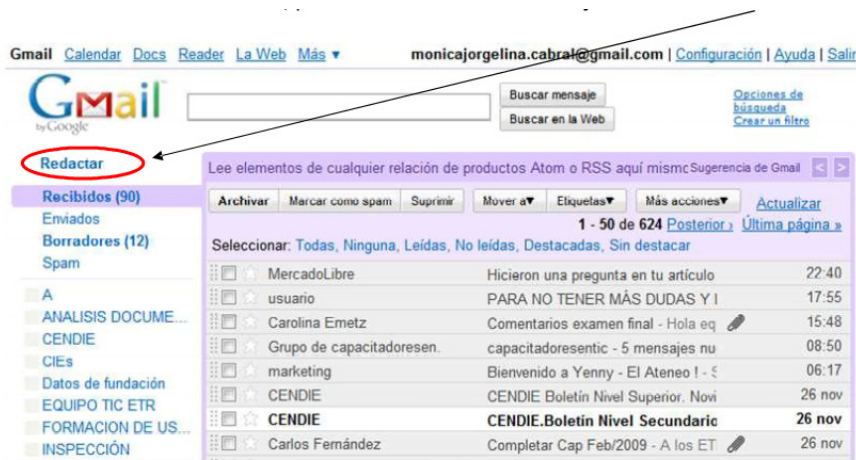 Gmail Calendar Docs Reader La Web Más ▼ monicajorgelina.cabral@gmail.com | Configuración | Ayuda | Salir
Gmail
by Google
Buscar mensaje
Buscar en la Web
Opciones de
búsqueda
Crear un filtro
Redactar
Recibidos (90)
Enviados
Borradores (12)
Spam
A
ANALISIS DOCUME...
CENDIE
CIEs
Datos de fundación
EQUIPO TIC ETR
FORMACION DE US...
INSPECCIÓN
Lee elementos de cualquier relación de productos Atom o RSS aquí mismo Sugerencia de Gmail < >
Archivar Marcar como spam Suprimir Mover a▼ Etiquetas▼ Más acciones▼ Actualizar
1 - 50 de 624 Posterior › Última página »
Seleccionar: Todas, Ninguna, Leídas, No leídas, Destacadas, Sin destacar
MercadoLibre Hicieron una pregunta en tu artículo 22:40
usuario PARA NO TENER MÁS DUDAS Y 17:55
Carolina Emetz Comentarios examen final - Hola eq 15:48
Grupo de capacitadoresen. capacitadoresentic - 5 mensajes nu 08:50
marketing Bienvenido a Yenny - El Ateneo ! - 06:17
CENDIE CENDIE Boletín Nivel Superior. Novi 26 nov
CENDIE CENDIE.Boletín Nivel Secundario 26 nov
Carlos Fernández Completar Cap Feb/2009 - A los ET 26 nov